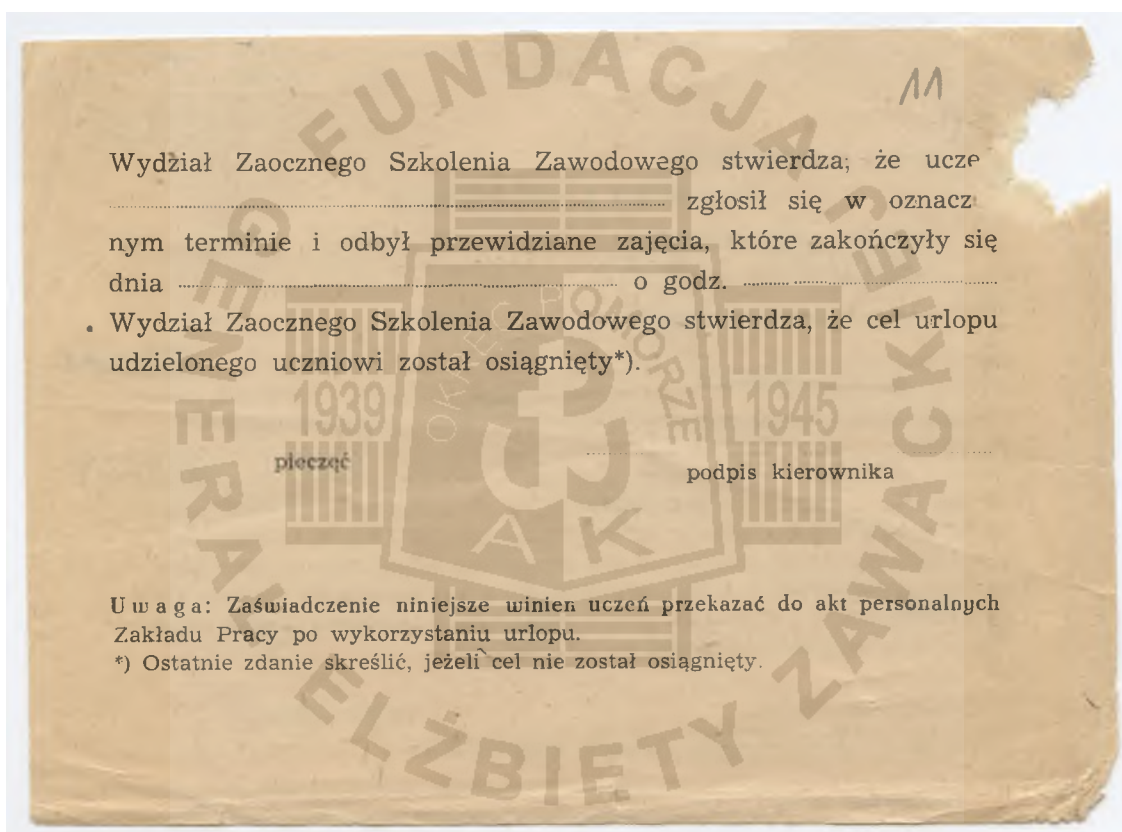 11
Wydział Zaocznego Szkolenia Zawodowego stwierdza, że ucze
zgłosił się w oznacz
nym terminie i odbył przewidziane zajęcia, które zakończyły się
dnia o godz.
Wydział Zaocznego Szkolenia Zawodowego stwierdza, że cel urlopu
udzielonego uczniowi został osiągnięty*).
pieczęć
podpis kierownika
Uwaga: Zaświadczenie niniejsze winien uczeń przekazać do akt personalnych
Zakładu Pracy po wykorzystaniu urlopu.
*) Ostatnie zdanie skreślić, jeżeli cel nie został osiągnięty.
FUNDACJA
GENERAŁ ELŻBIETY ZAWACKIEJ
OKRĘG POMORZE
1939 1945
AK